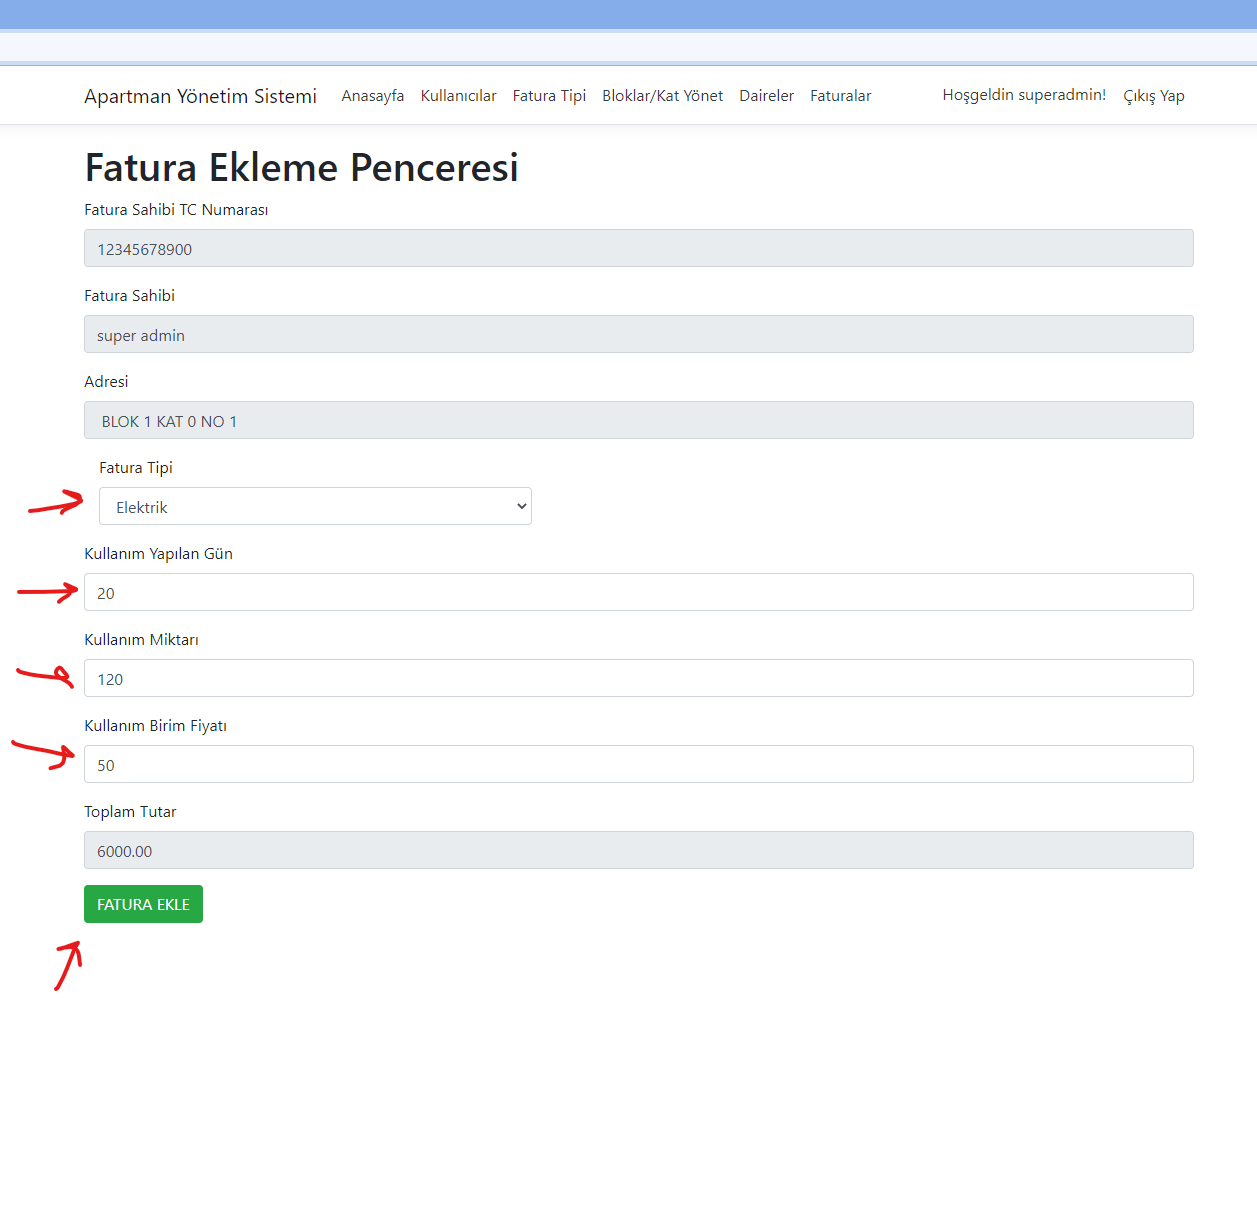 Apartman Yönetim Sistemi Anasayfa Kullanıcılar Fatura Tipi Bloklar/Kat Yönet Daireler Faturalar Hoşgeldin superadmin! Çıkış Yap
Fatura Ekleme Penceresi
Fatura Sahibi TC Numarası
12345678900
Fatura Sahibi
super admin
Adresi
BLOK 1 KAT 0 NO 1
Fatura Tipi
Elektrik
Kullanım Yapılan Gün
20
Kullanım Miktarı
120
Kullanım Birim Fiyatı
50
Toplam Tutar
6000.00
FATURA EKLE